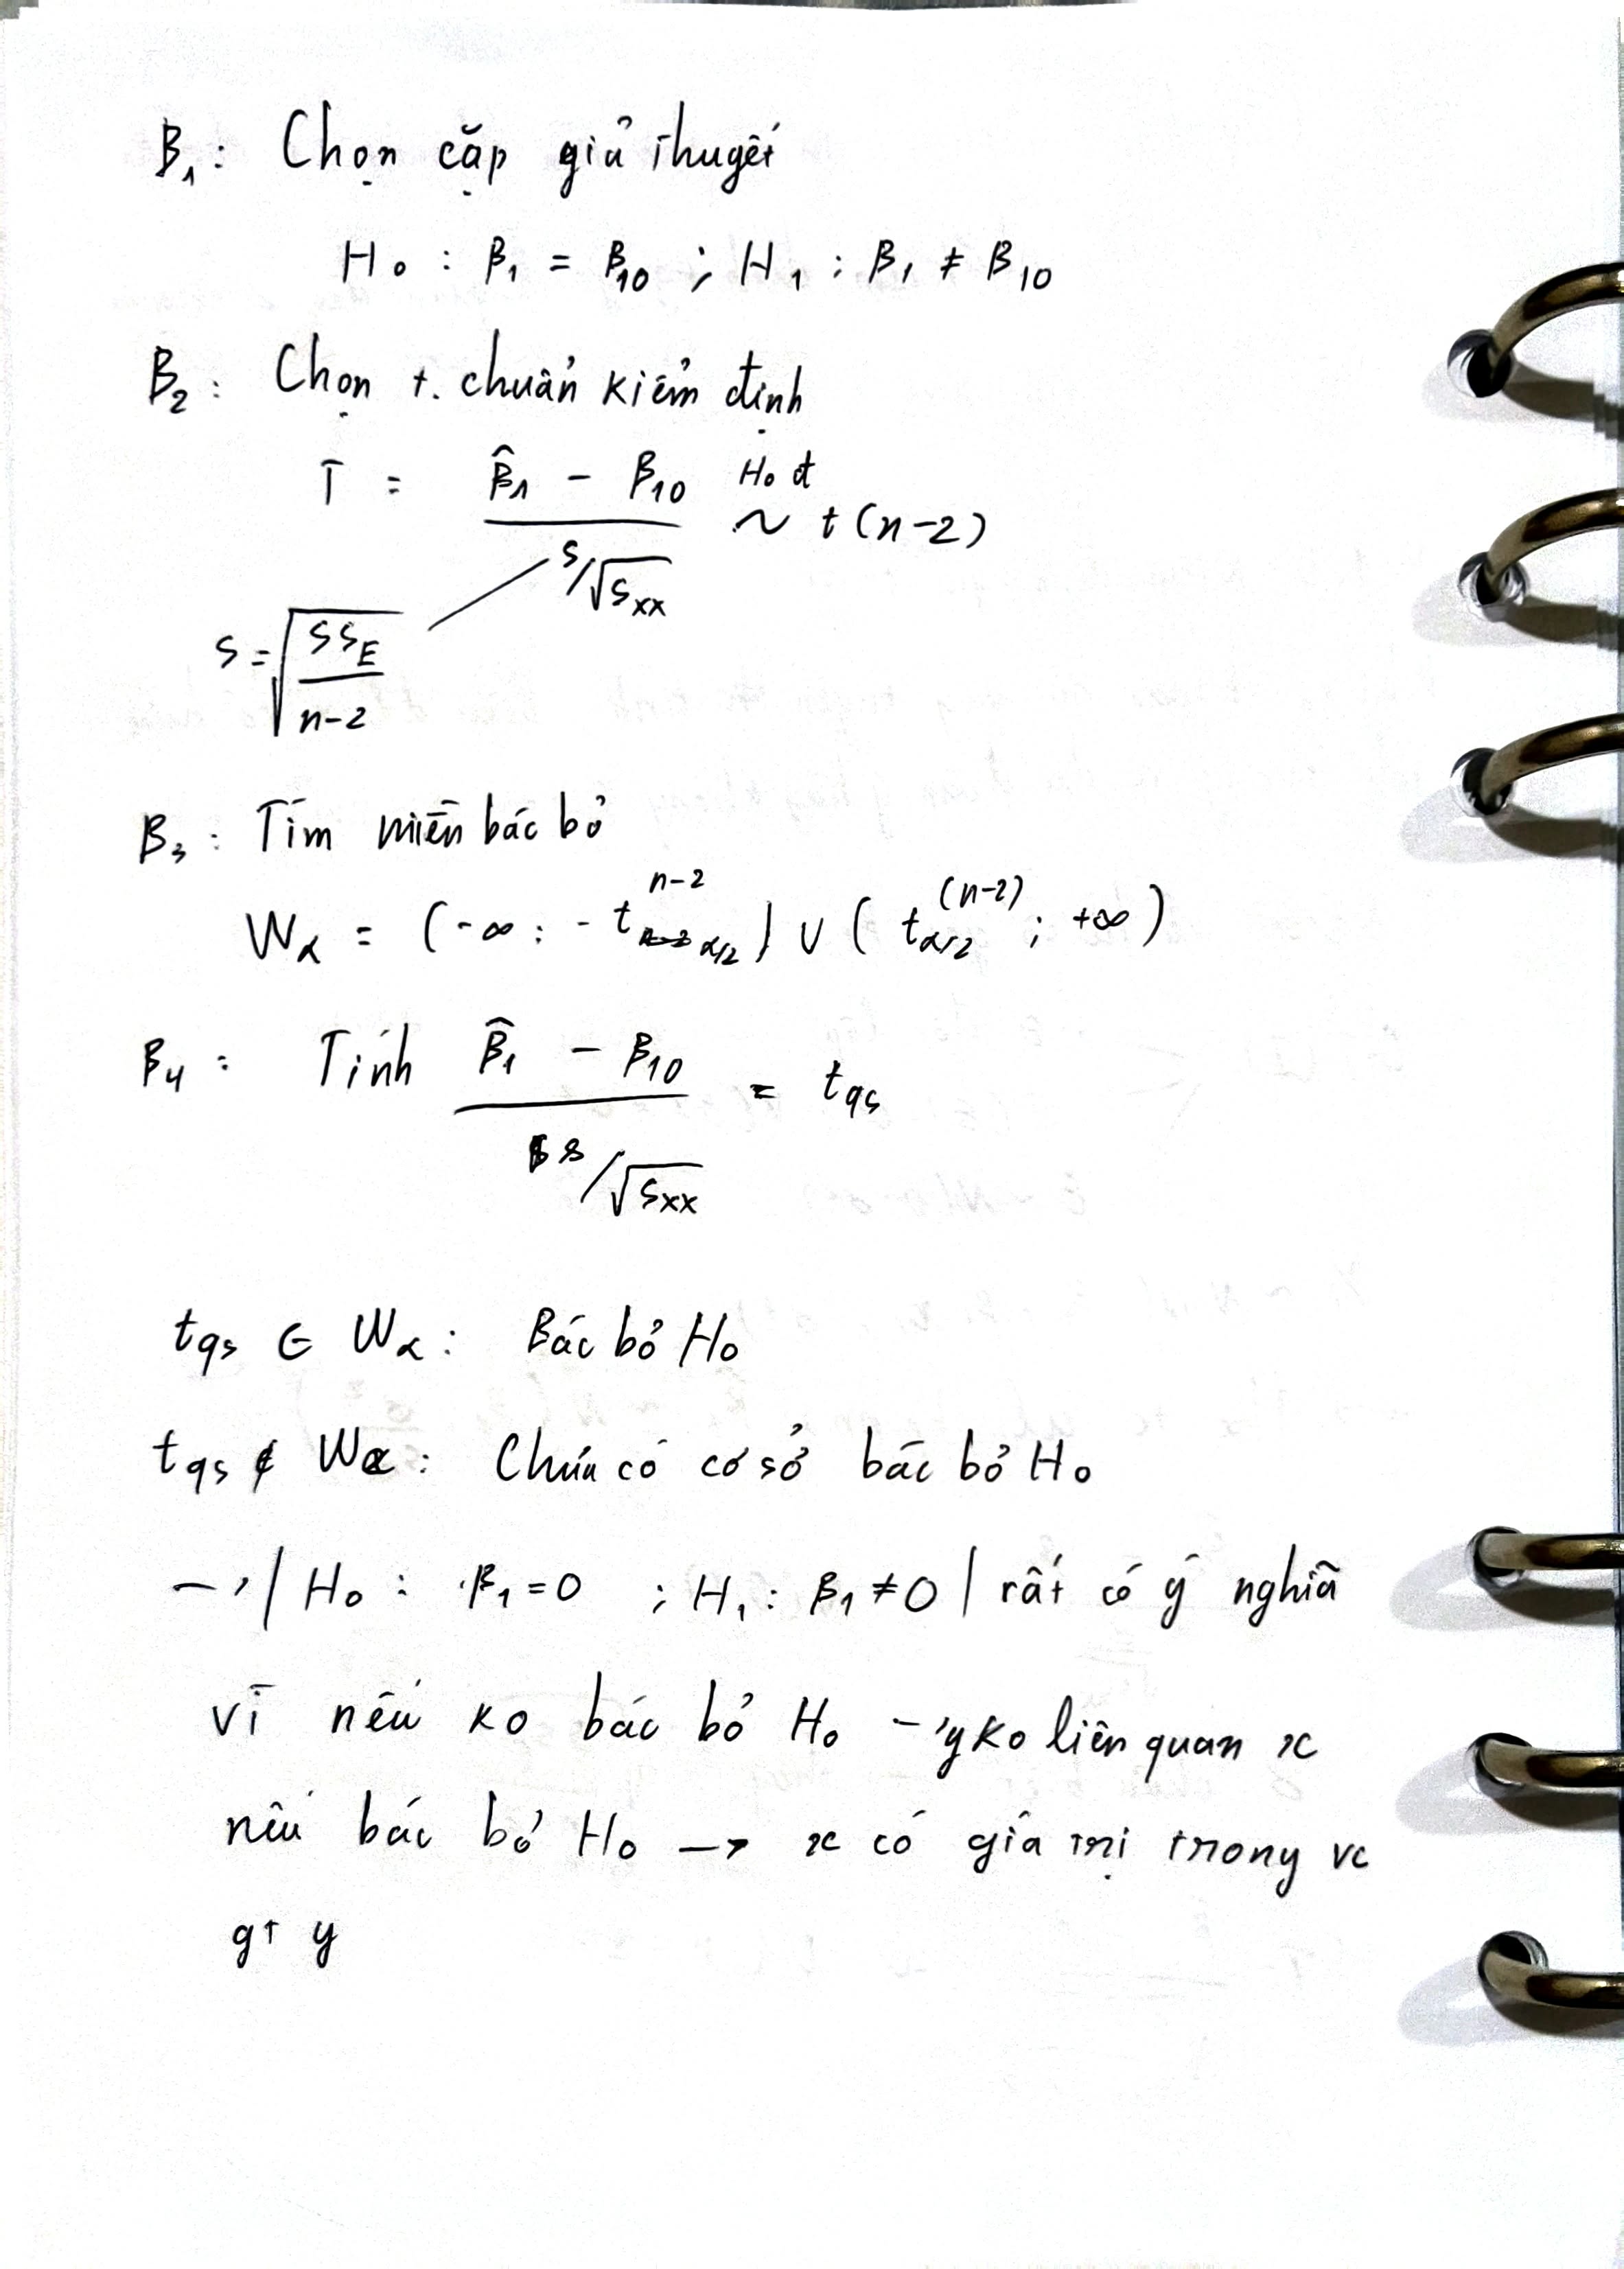 B₁: Chọn cặp giả thuyết
H₀ : β₁ = β₁₀ ; H₁ : β₁ ≠ β₁₀
B₂: Chọn t. chuẩn kiểm định
T = (β̂₁ - β₁₀) / (s/√Sxx) H₀ đ ~ t(n-2)
s = √(SSE/(n-2))
B₃: Tìm miền bác bỏ
Wα = (-∞ ; -t^{n-2}_{α/2}) ∪ (t^{(n-2)}_{α/2} ; +∞)
B₄: Tính (β̂₁ - β₁₀) / (s/√Sxx) = tqs
tqs ∈ Wα: Bác bỏ H₀
tqs ∉ Wα: Chưa có cơ sở bác bỏ H₀
→ | H₀ : β₁ = 0 ; H₁ : β₁ ≠ 0 | rất có ý nghĩa
vì nếu ko bác bỏ H₀ → y ko liên quan x
nếu bác bỏ H₀ → x có giá trị trong vc
gt y